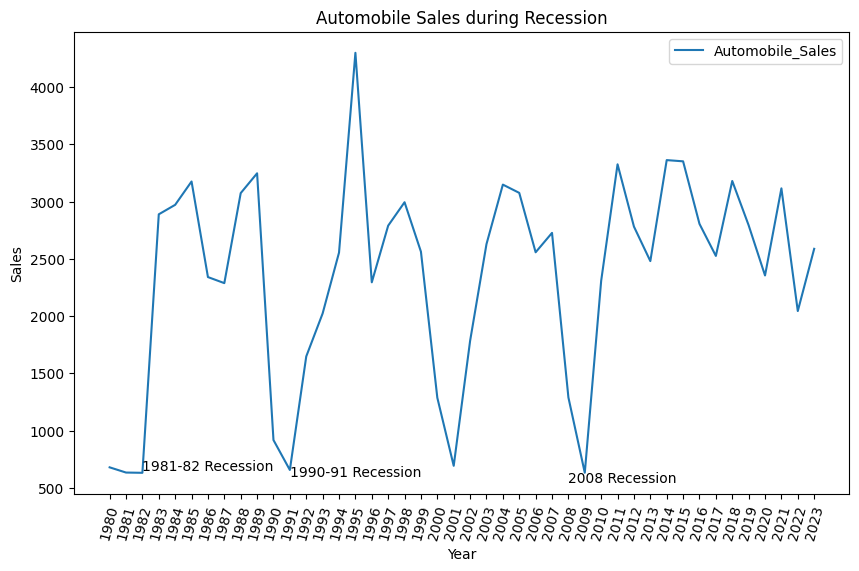 Automobile Sales during Recession
Automobile_Sales
4000
3500
3000
2500
2000
1500
1000
500
Sales
1981-82 Recession
1990-91 Recession
2008 Recession
1980 1981 1982 1983 1984 1985 1986 1987 1988 1989 1990 1991 1992 1993 1994 1995 1996 1997 1998 1999 2000 2001 2002 2003 2004 2005 2006 2007 2008 2009 2010 2011 2012 2013 2014 2015 2016 2017 2018 2019 2020 2021 2022 2023
Year